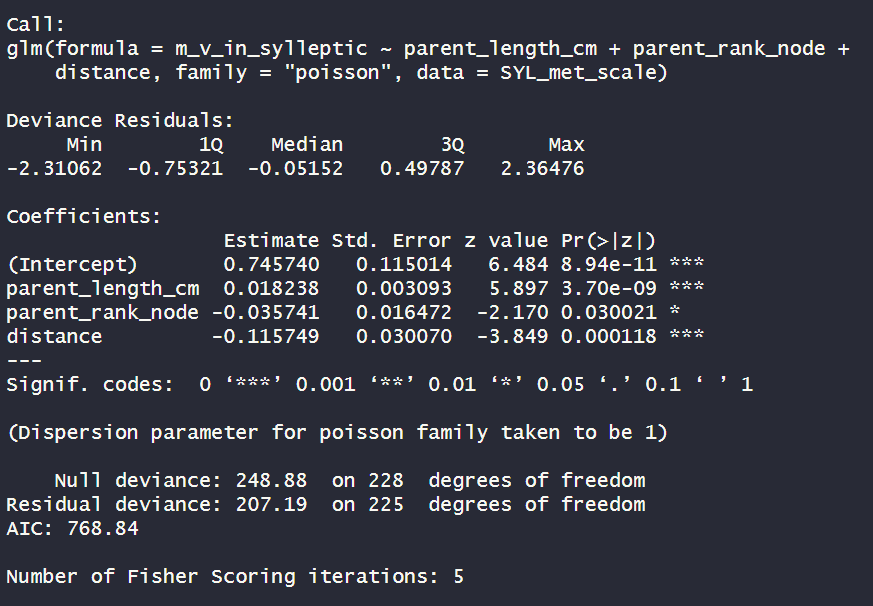 Call:
glm(formula = m_v_in_sylleptic ~ parent_length_cm + parent_rank_node +
    distance, family = "poisson", data = SYL_met_scale)
Deviance Residuals:
     Min        1Q    Median        3Q       Max
-2.31062  -0.75321  -0.05152   0.49787   2.36476
Coefficients:
                  Estimate Std. Error z value Pr(>|z|)
(Intercept)       0.745740   0.115014   6.484 8.94e-11 ***
parent_length_cm  0.018238   0.003093   5.897 3.70e-09 ***
parent_rank_node -0.035741   0.016472  -2.170 0.030021 *
distance         -0.115749   0.030070  -3.849 0.000118 ***
---
Signif. codes:  0 ‘***’ 0.001 ‘**’ 0.01 ‘*’ 0.05 ‘.’ 0.1 ‘ ’ 1
(Dispersion parameter for poisson family taken to be 1)
    Null deviance: 248.88  on 228  degrees of freedom
Residual deviance: 207.19  on 225  degrees of freedom
AIC: 768.84
Number of Fisher Scoring iterations: 5